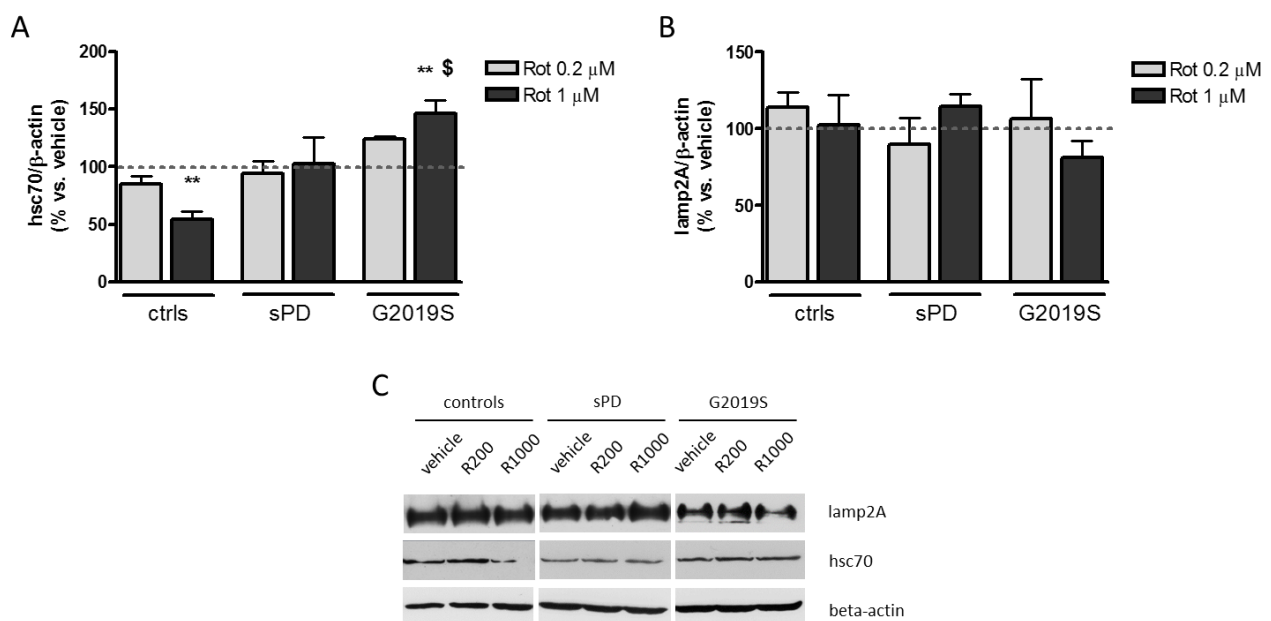 A
hsc70/β-actin
(% vs. vehicle)
200
150
100
50
0
** $
**
Rot 0.2 μM
Rot 1 μM
ctrls
sPD
G2019S
B
lamp2A/β-actin
(% vs. vehicle)
150
100
50
0
Rot 0.2 μM
Rot 1 μM
ctrls
sPD
G2019S
C
controls
sPD
G2019S
vehicle
R200
R1000
vehicle
R200
R1000
vehicle
R200
R1000
lamp2A
hsc70
beta-actin